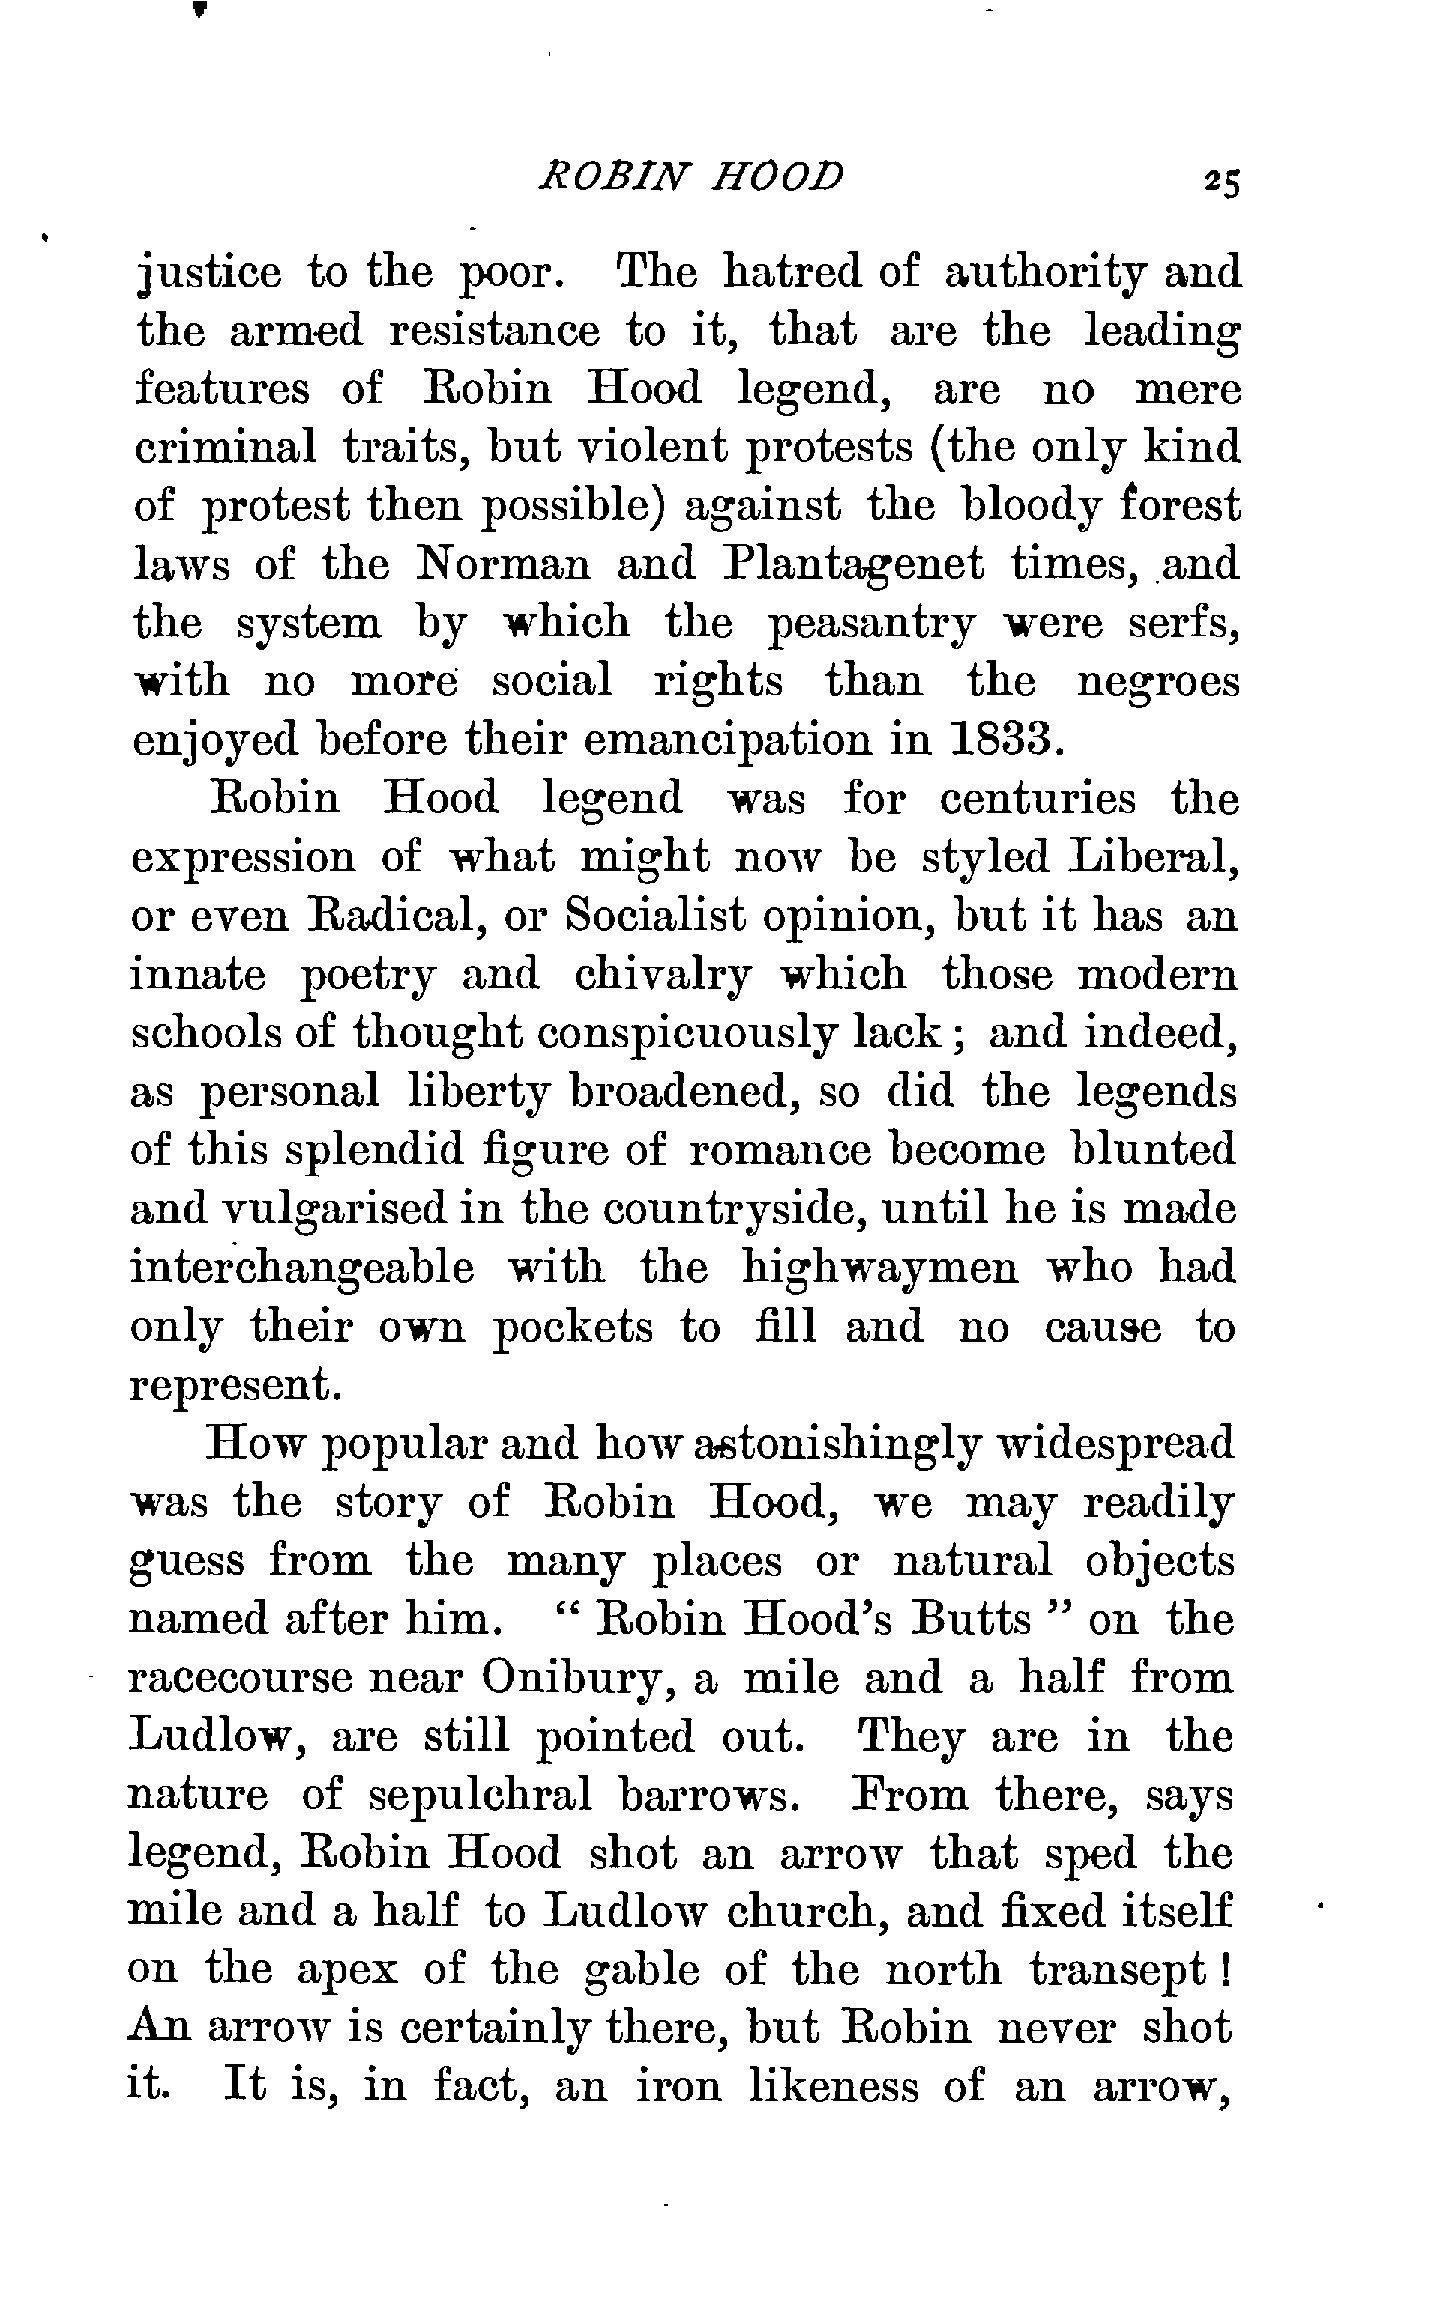 ROBIN HOOD 25
justice to the poor. The hatred of authority and
the armed resistance to it, that are the leading
features of Robin Hood legend, are no mere
criminal traits, but violent protests (the only kind
of protest then possible) against the bloody forest
laws of the Norman and Plantagenet times, and
the system by which the peasantry were serfs,
with no more social rights than the negroes
enjoyed before their emancipation in 1833.
Robin Hood legend was for centuries the
expression of what might now be styled Liberal,
or even Radical, or Socialist opinion, but it has an
innate poetry and chivalry which those modern
schools of thought conspicuously lack; and indeed,
as personal liberty broadened, so did the legends
of this splendid figure of romance become blunted
and vulgarised in the countryside, until he is made
interchangeable with the highwaymen who had
only their own pockets to fill and no cause to
represent.
How popular and how astonishingly widespread
was the story of Robin Hood, we may readily
guess from the many places or natural objects
named after him. "Robin Hood's Butts" on the
racecourse near Onibury, a mile and a half from
Ludlow, are still pointed out. They are in the
nature of sepulchral barrows. From there, says
legend, Robin Hood shot an arrow that sped the
mile and a half to Ludlow church, and fixed itself
on the apex of the gable of the north transept!
An arrow is certainly there, but Robin never shot
it. It is, in fact, an iron likeness of an arrow,